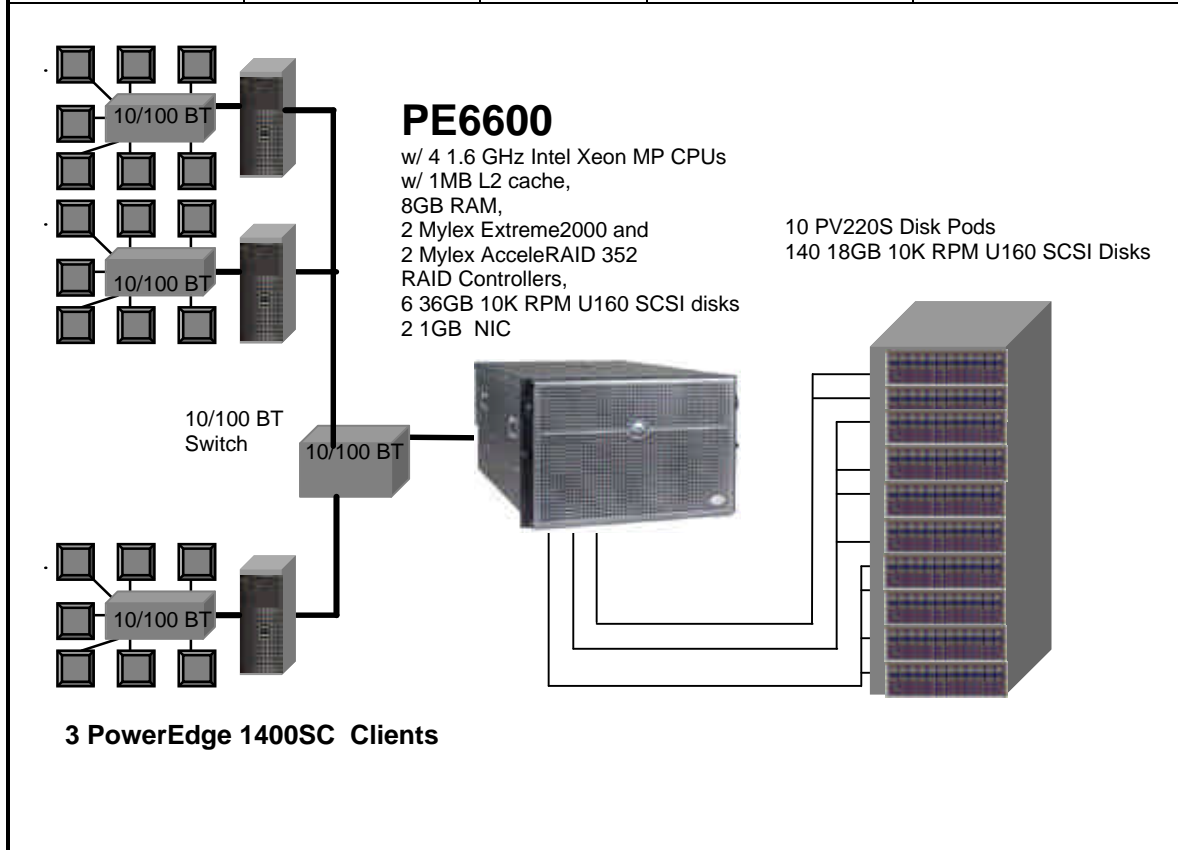 10/100 BT
10/100 BT
PE6600
w/ 4 1.6 GHz Intel Xeon MP CPUs
w/ 1MB L2 cache,
8GB RAM,
2 Mylex Extreme2000 and
2 Mylex AcceleRAID 352
RAID Controllers,
6 36GB 10K RPM U160 SCSI disks
2 1GB NIC
10 PV220S Disk Pods
140 18GB 10K RPM U160 SCSI Disks
10/100 BT
Switch
10/100 BT
10/100 BT
3 PowerEdge 1400SC Clients